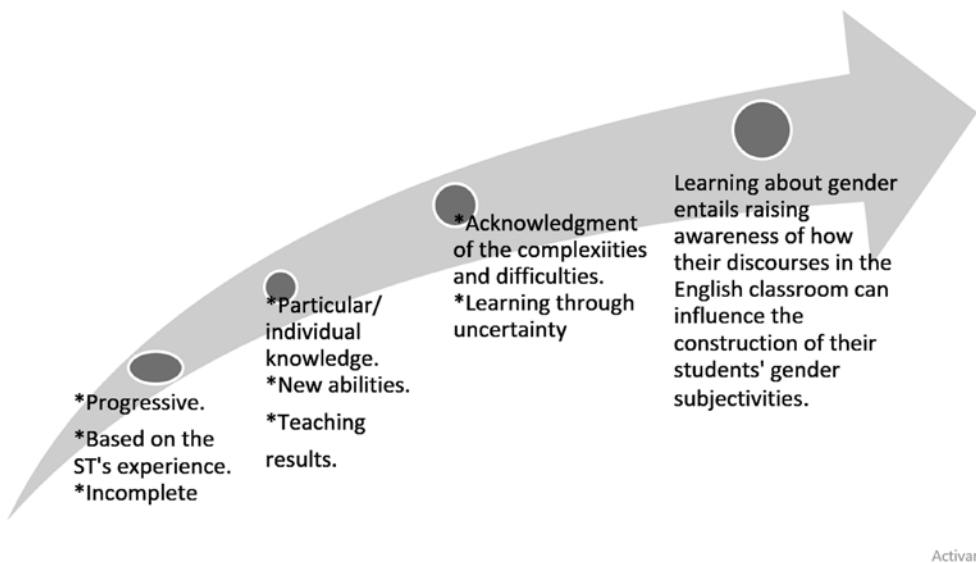 *Progressive.
*Based on the
ST's experience.
*Incomplete
*Particular/
individual
knowledge.
*New abilities.
*Teaching
results.
*Acknowledgment
of the complexiities
and difficulties.
*Learning through
uncertainty
Learning about gender
entails raising
awareness of how
their discourses in the
English classroom can
influence the
construction of their
students' gender
subjectivities.
Activar